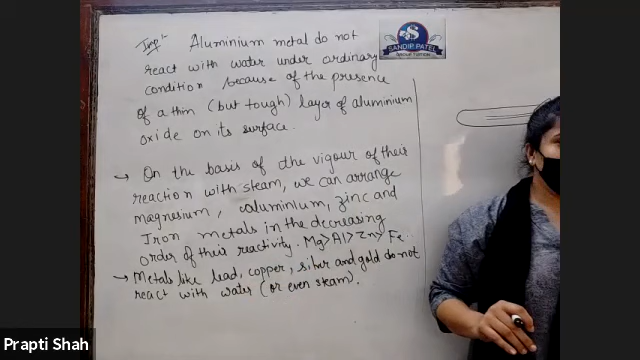 Imp:- Aluminium metal do not
react with water under ordinary
condition because of the presence
of a thin (but tough) layer of aluminium
oxide on its surface.
→ On the basis of the vigour of their
reaction with steam, we can arrange
magnesium, aluminium, zinc and
Iron metals in the decreasing
order of their reactivity. Mg>Al>Zn>Fe.
→ Metals like lead, copper, silver and gold do not
react with water (or even steam).
SANDIP PATEL
GROUP TUITION
Prapti Shah